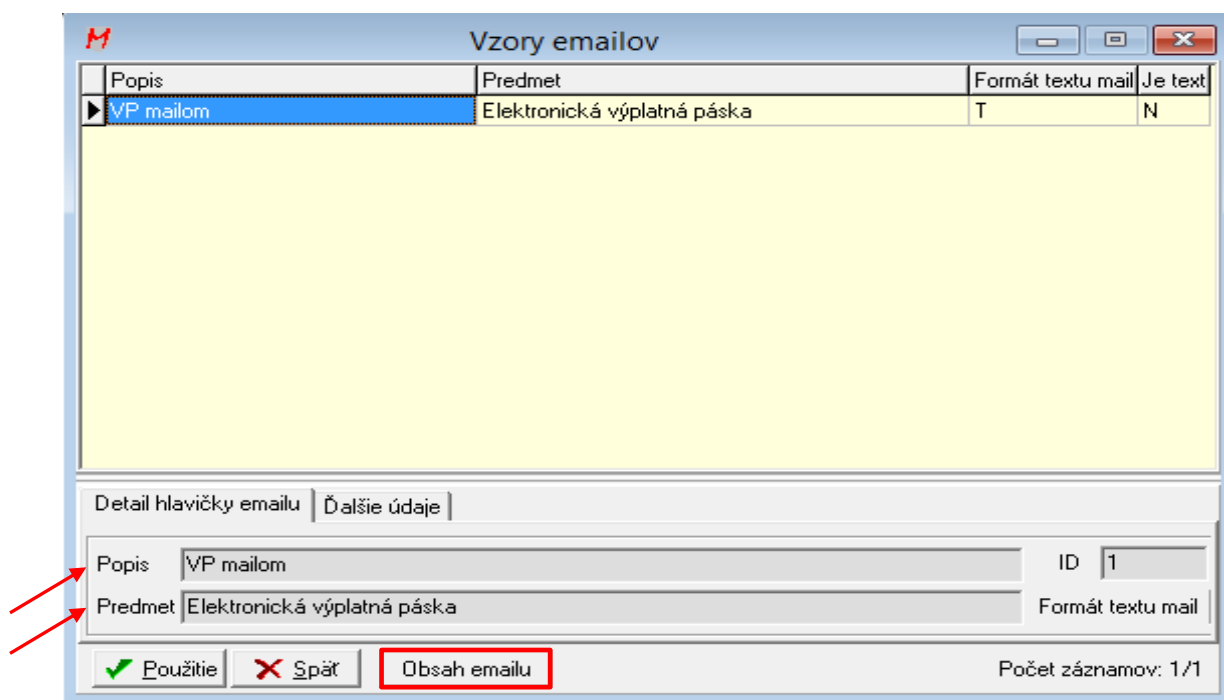 Vzory emailov
Popis Predmet Formát textu mail Je text
VP mailom Elektronická výplatná páska T N
Detail hlavičky emailu Ďalšie údaje
Popis VP mailom ID 1
Predmet Elektronická výplatná páska Formát textu mail
Použitie Späť Obsah emailu Počet záznamov: 1/1